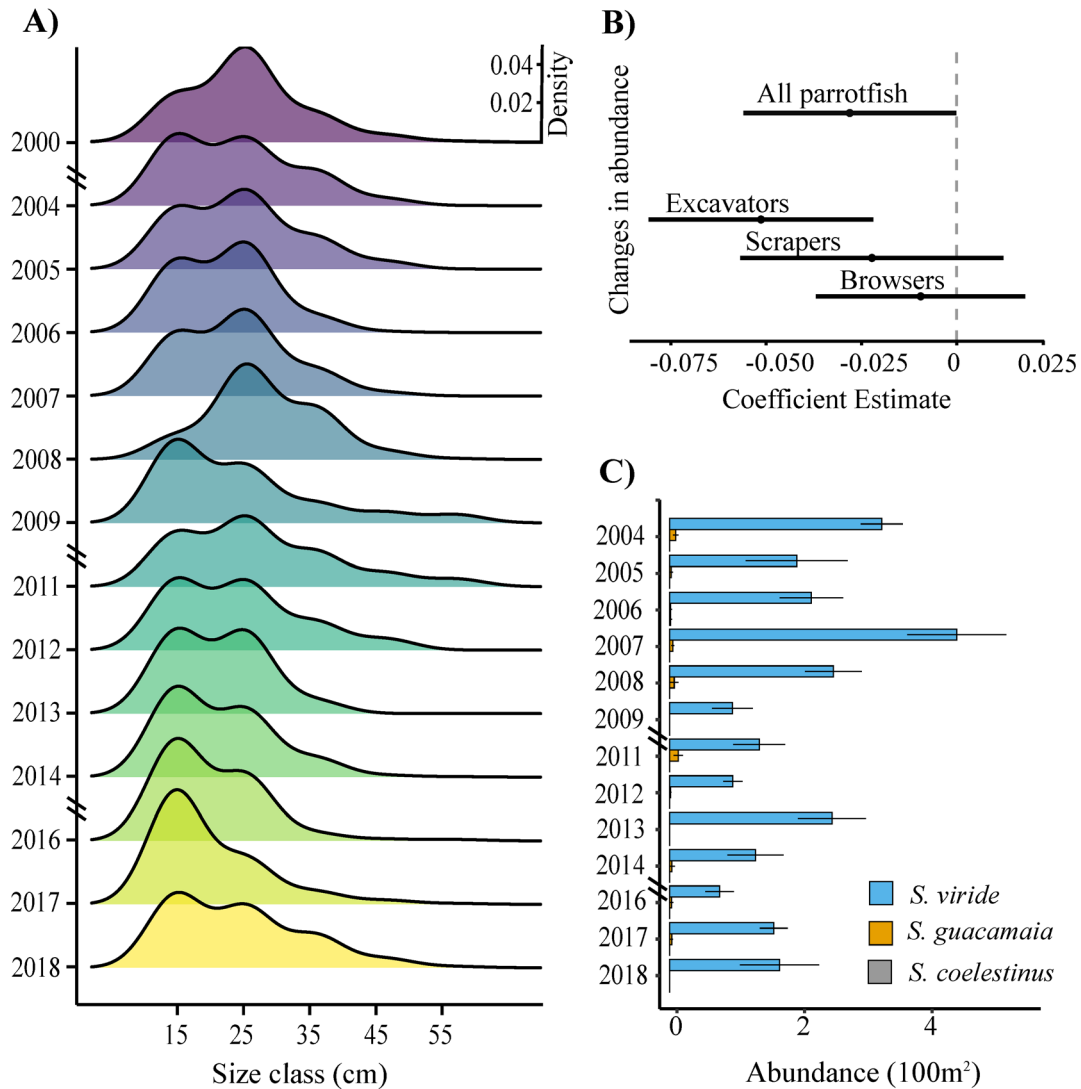 A)
0.04
0.02
Density
2000
2004
2005
2006
2007
2008
2009
2011
2012
2013
2014
2016
2017
2018
15 25 35 45 55
Size class (cm)
B)
Changes in abundance
All parrotfish
Excavators
Scrapers
Browsers
-0.075 -0.050 -0.025 0 0.025
Coefficient Estimate
C)
2004
2005
2006
2007
2008
2009
2011
2012
2013
2014
2016
2017
2018
S. viride
S. guacamaia
S. coelestinus
0 2 4
Abundance (100m²)